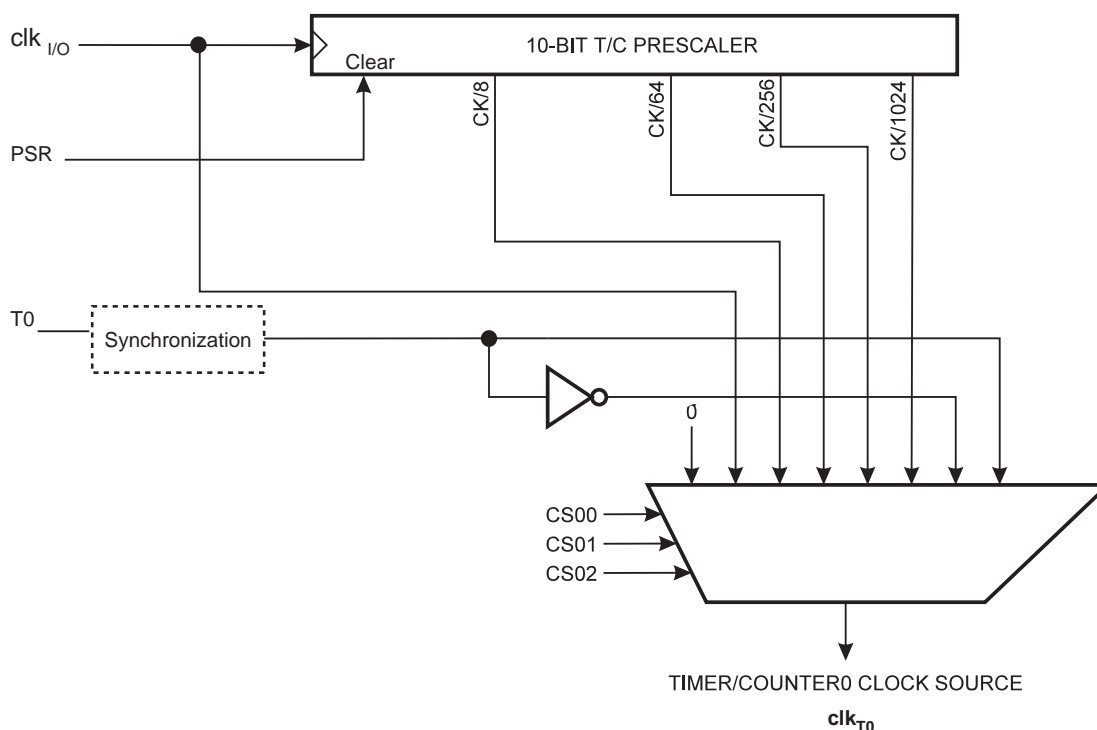 clk I/O
10-BIT T/C PRESCALER
Clear
CK/8
CK/64
CK/256
CK/1024
PSR
T0
Synchronization
0
CS00
CS01
CS02
TIMER/COUNTER0 CLOCK SOURCE
clkT0